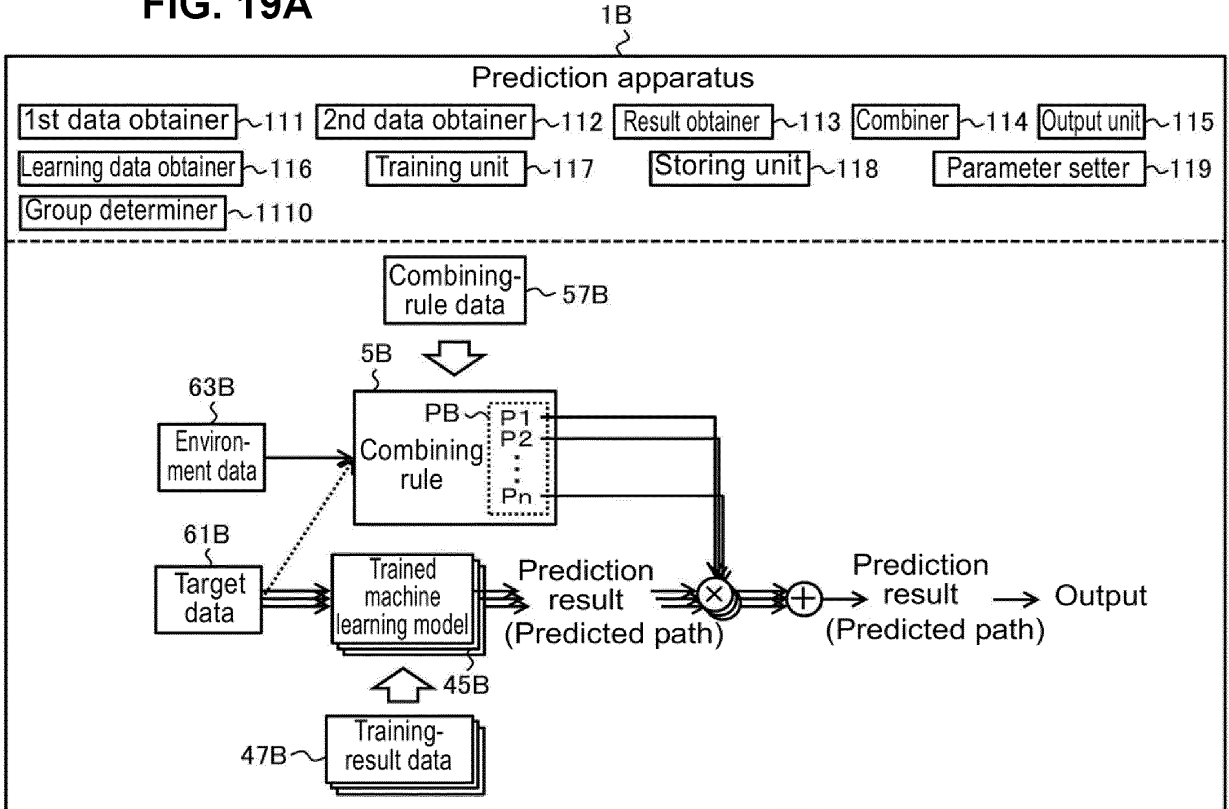 FIG. 19A
1B
Prediction apparatus
1st data obtainer 111 2nd data obtainer 112 Result obtainer 113 Combiner 114 Output unit 115
Learning data obtainer 116 Training unit 117 Storing unit 118 Parameter setter 119
Group determiner 1110
Combining-
rule data
57B
5B
63B
Environ-
ment data
Combining
rule
PB
P1
P2
Pn
61B
Target
data
Trained
machine
learning model
45B
Prediction
result
(Predicted path)
×
+
Prediction
result
(Predicted path)
Output
47B
Training-
result data